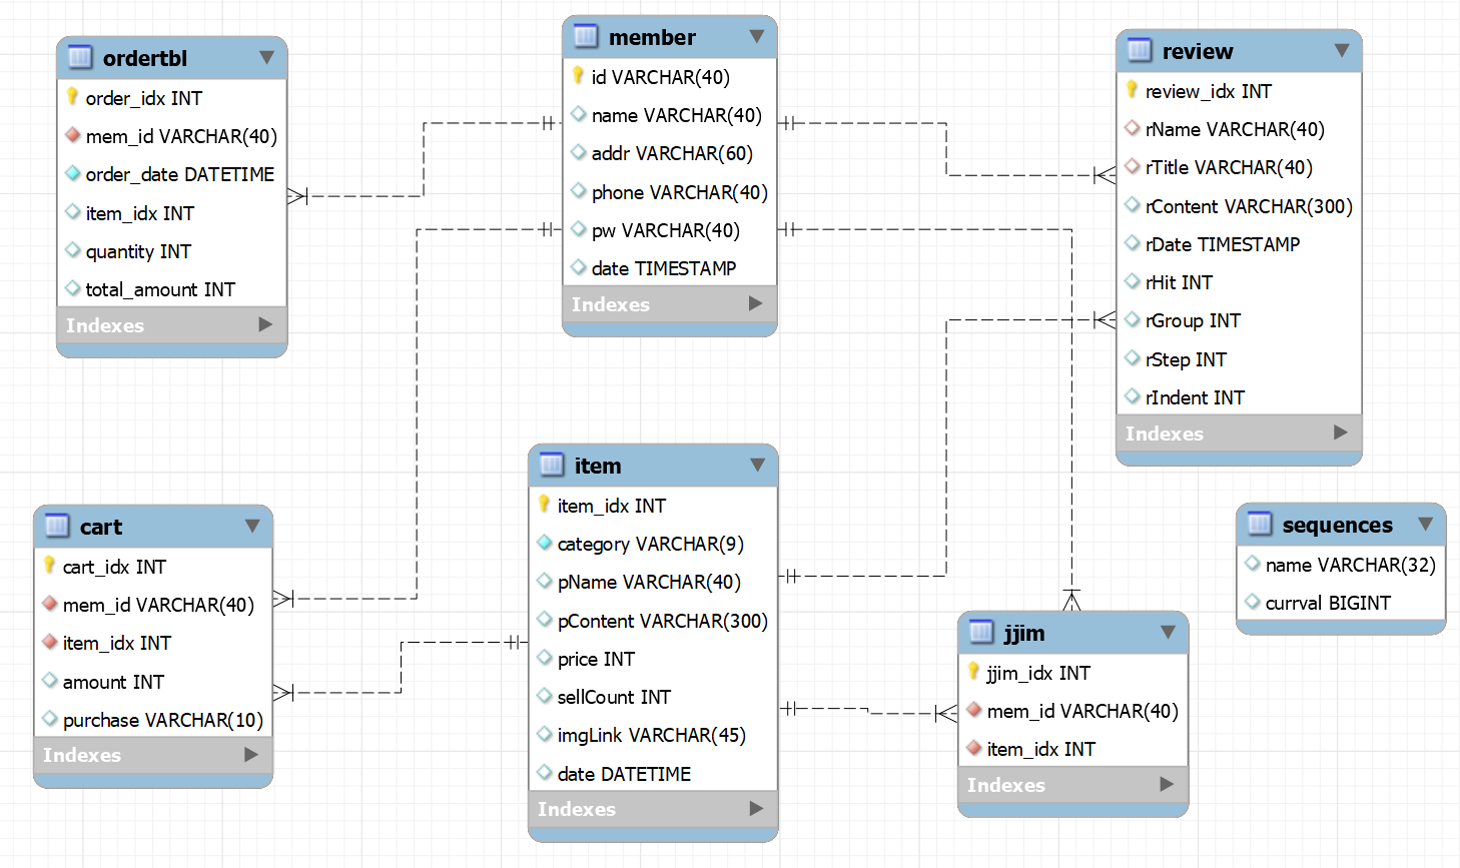 ordertbl
order_idx INT
mem_id VARCHAR(40)
order_date DATETIME
item_idx INT
quantity INT
total_amount INT
Indexes
member
id VARCHAR(40)
name VARCHAR(40)
addr VARCHAR(60)
phone VARCHAR(40)
pw VARCHAR(40)
date TIMESTAMP
Indexes
review
review_idx INT
rName VARCHAR(40)
rTitle VARCHAR(40)
rContent VARCHAR(300)
rDate TIMESTAMP
rHit INT
rGroup INT
rStep INT
rIndent INT
Indexes
cart
cart_idx INT
mem_id VARCHAR(40)
item_idx INT
amount INT
purchase VARCHAR(10)
Indexes
item
item_idx INT
category VARCHAR(9)
pName VARCHAR(40)
pContent VARCHAR(300)
price INT
sellCount INT
imgLink VARCHAR(45)
date DATETIME
Indexes
jjim
jjim_idx INT
mem_id VARCHAR(40)
item_idx INT
Indexes
sequences
name VARCHAR(32)
currval BIGINT